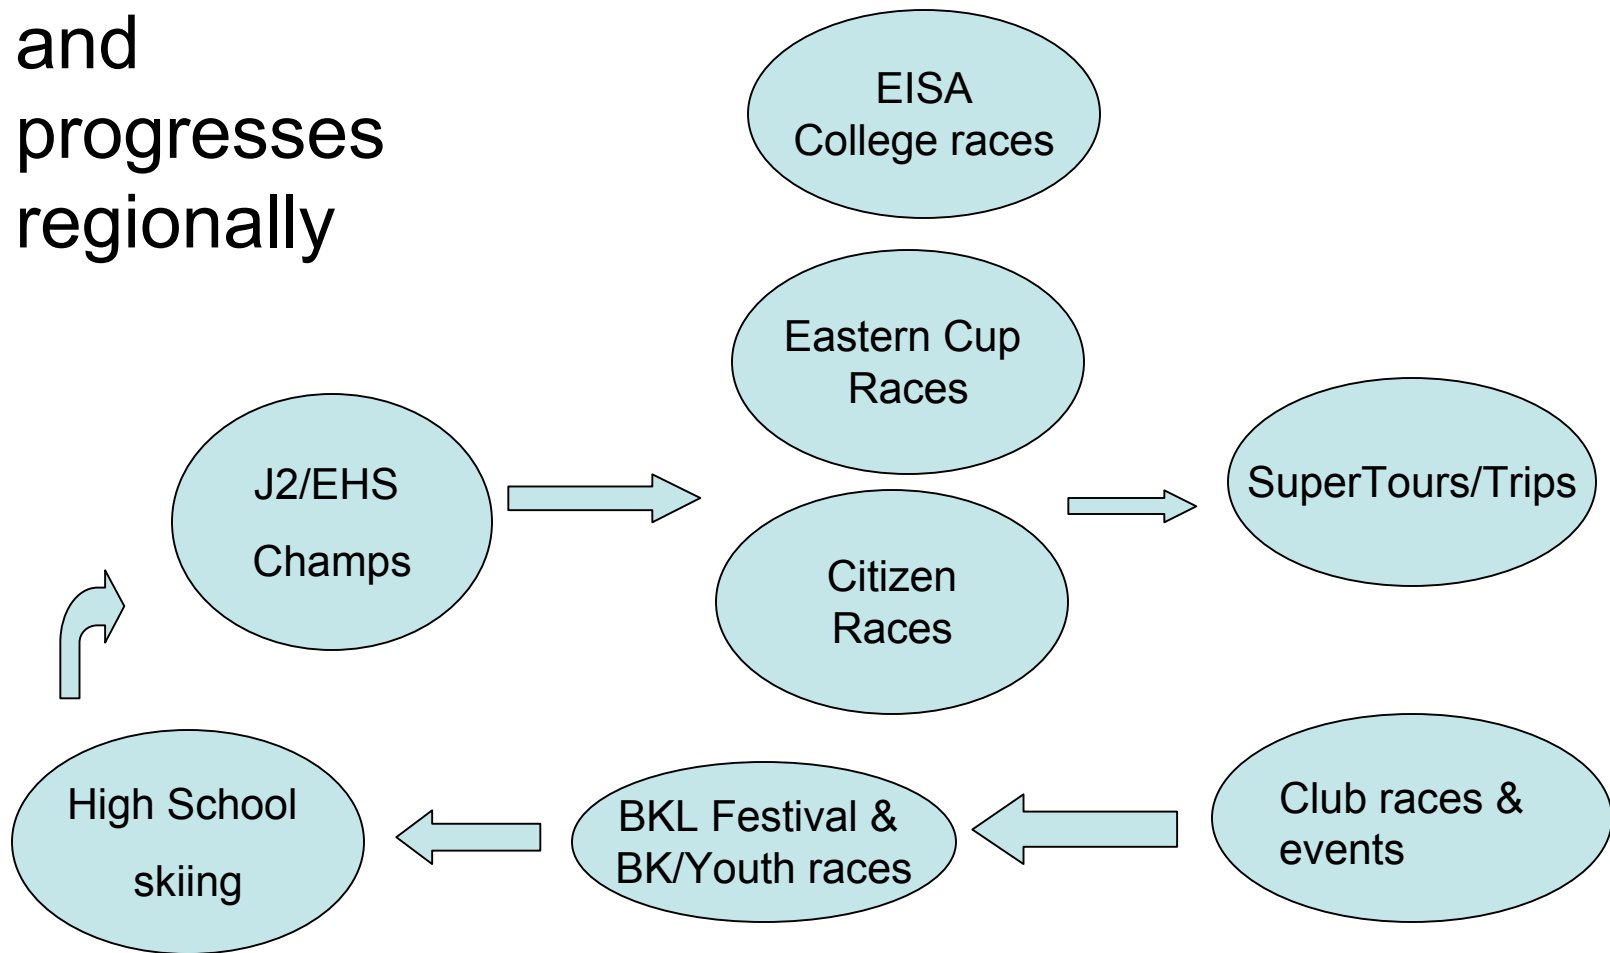 and
progresses
regionally
EISA
College races
Eastern Cup
Races
J2/EHS
Champs
SuperTours/Trips
Citizen
Races
High School
skiing
BKL Festival &
BK/Youth races
Club races &
events